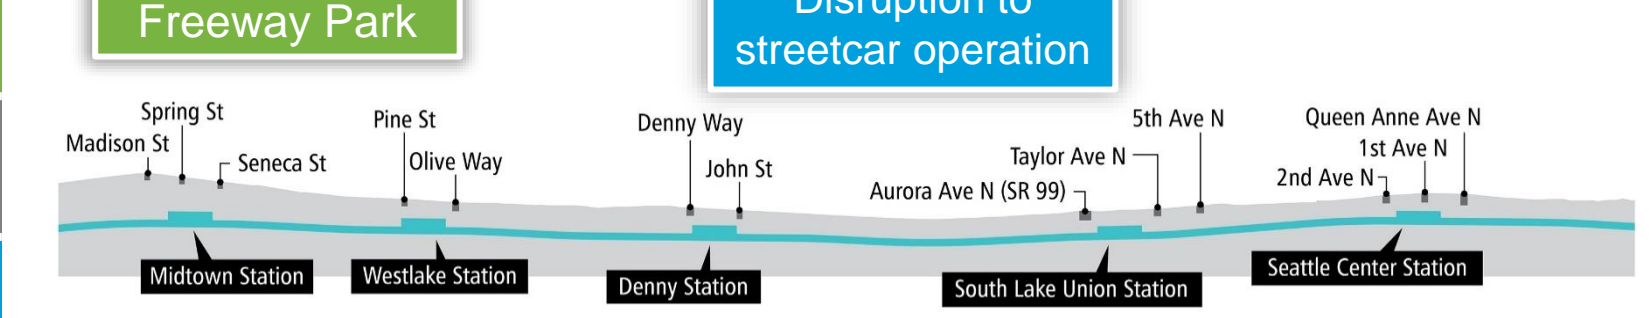 Freeway Park
Disruption to
streetcar operation
Spring St
Madison St
Seneca St
Pine St
Olive Way
Denny Way
John St
5th Ave N
Taylor Ave N
Aurora Ave N (SR 99)
Queen Anne Ave N
1st Ave N
2nd Ave N
Midtown Station
Westlake Station
Denny Station
South Lake Union Station
Seattle Center Station